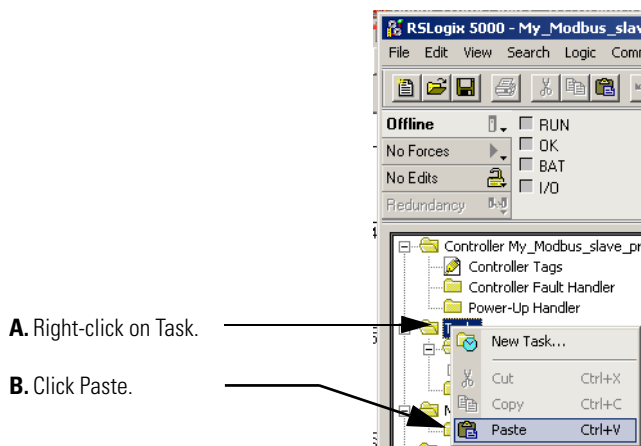 RSLogix 5000 - My_Modbus_slav
File Edit View Search Logic Comm
Offline
RUN
No Forces
OK
BAT
No Edits
I/O
Redundancy
Controller My_Modbus_slave_pr
Controller Tags
Controller Fault Handler
Power-Up Handler
A. Right-click on Task.
New Task...
B. Click Paste.
Cut Ctrl+X
Copy Ctrl+C
Paste Ctrl+V